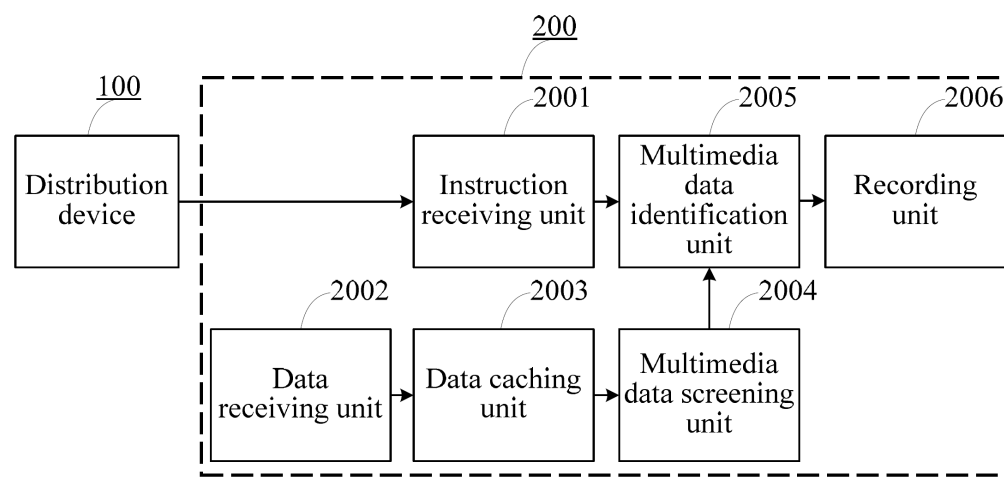 200
100
2001
2005
2006
Distribution
device
Instruction
receiving unit
Multimedia
data
identification
unit
Recording
unit
2002
2003
2004
Data
receiving unit
Data caching
unit
Multimedia
data screening
unit